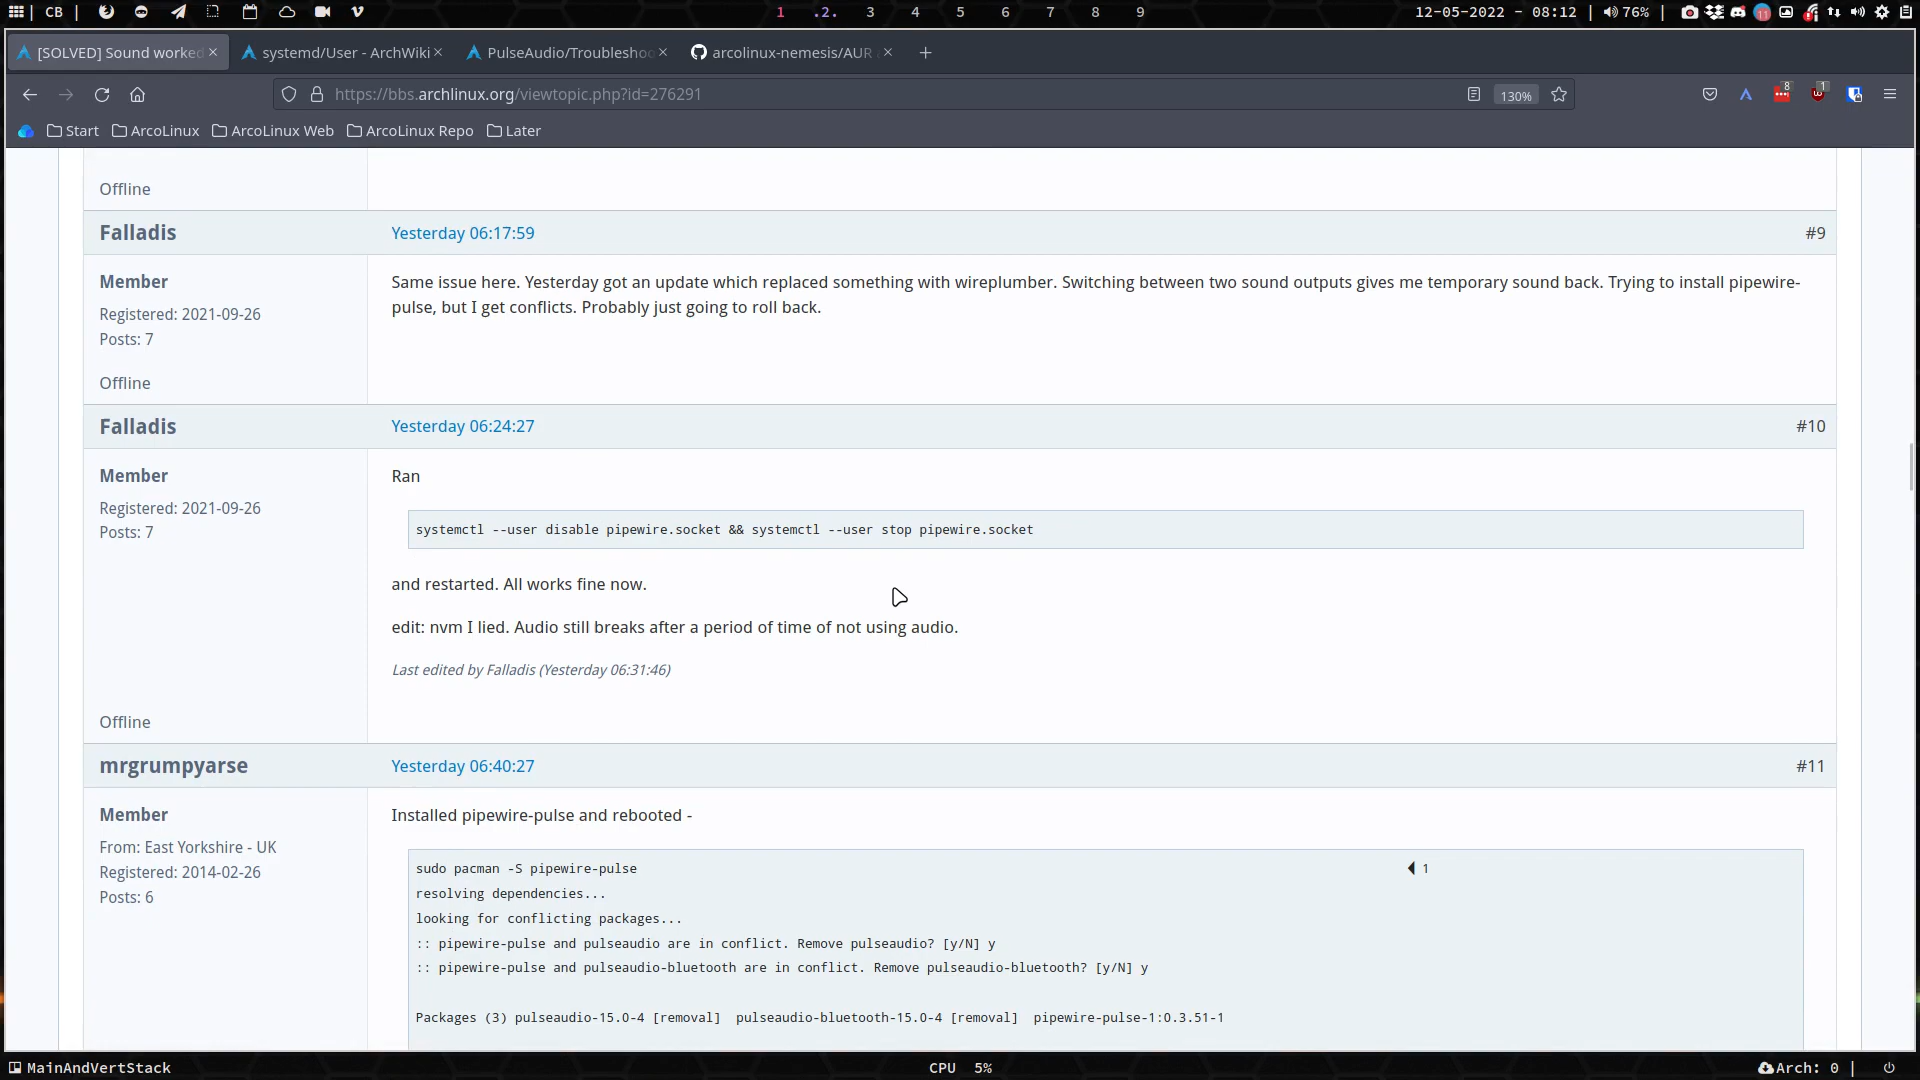 CB
1 .2. 3 4 5 6 7 8 9
12-05-2022 - 08:12 | 76% |
11
[SOLVED] Sound worked
systemd/User - ArchWiki
PulseAudio/Troubleshoo
arcolinux-nemesis/AUR
https://bbs.archlinux.org/viewtopic.php?id=276291
130%
8
1
Start
ArcoLinux
ArcoLinux Web
ArcoLinux Repo
Later
Offline
Falladis
Yesterday 06:17:59
#9
Member
Registered: 2021-09-26
Posts: 7
Same issue here. Yesterday got an update which replaced something with wireplumber. Switching between two sound outputs gives me temporary sound back. Trying to install pipewire-
pulse, but I get conflicts. Probably just going to roll back.
Offline
Falladis
Yesterday 06:24:27
#10
Member
Registered: 2021-09-26
Posts: 7
Ran
systemctl --user disable pipewire.socket && systemctl --user stop pipewire.socket
and restarted. All works fine now.
edit: nvm I lied. Audio still breaks after a period of time of not using audio.
Last edited by Falladis (Yesterday 06:31:46)
Offline
mrgrumpyarse
Yesterday 06:40:27
#11
Member
From: East Yorkshire - UK
Registered: 2014-02-26
Posts: 6
Installed pipewire-pulse and rebooted -
sudo pacman -S pipewire-pulse
1
resolving dependencies...
looking for conflicting packages...
:: pipewire-pulse and pulseaudio are in conflict. Remove pulseaudio? [y/N] y
:: pipewire-pulse and pulseaudio-bluetooth are in conflict. Remove pulseaudio-bluetooth? [y/N] y
Packages (3) pulseaudio-15.0-4 [removal]  pulseaudio-bluetooth-15.0-4 [removal]  pipewire-pulse-1:0.3.51-1
MainAndVertStack
CPU 5%
Arch: 0 |